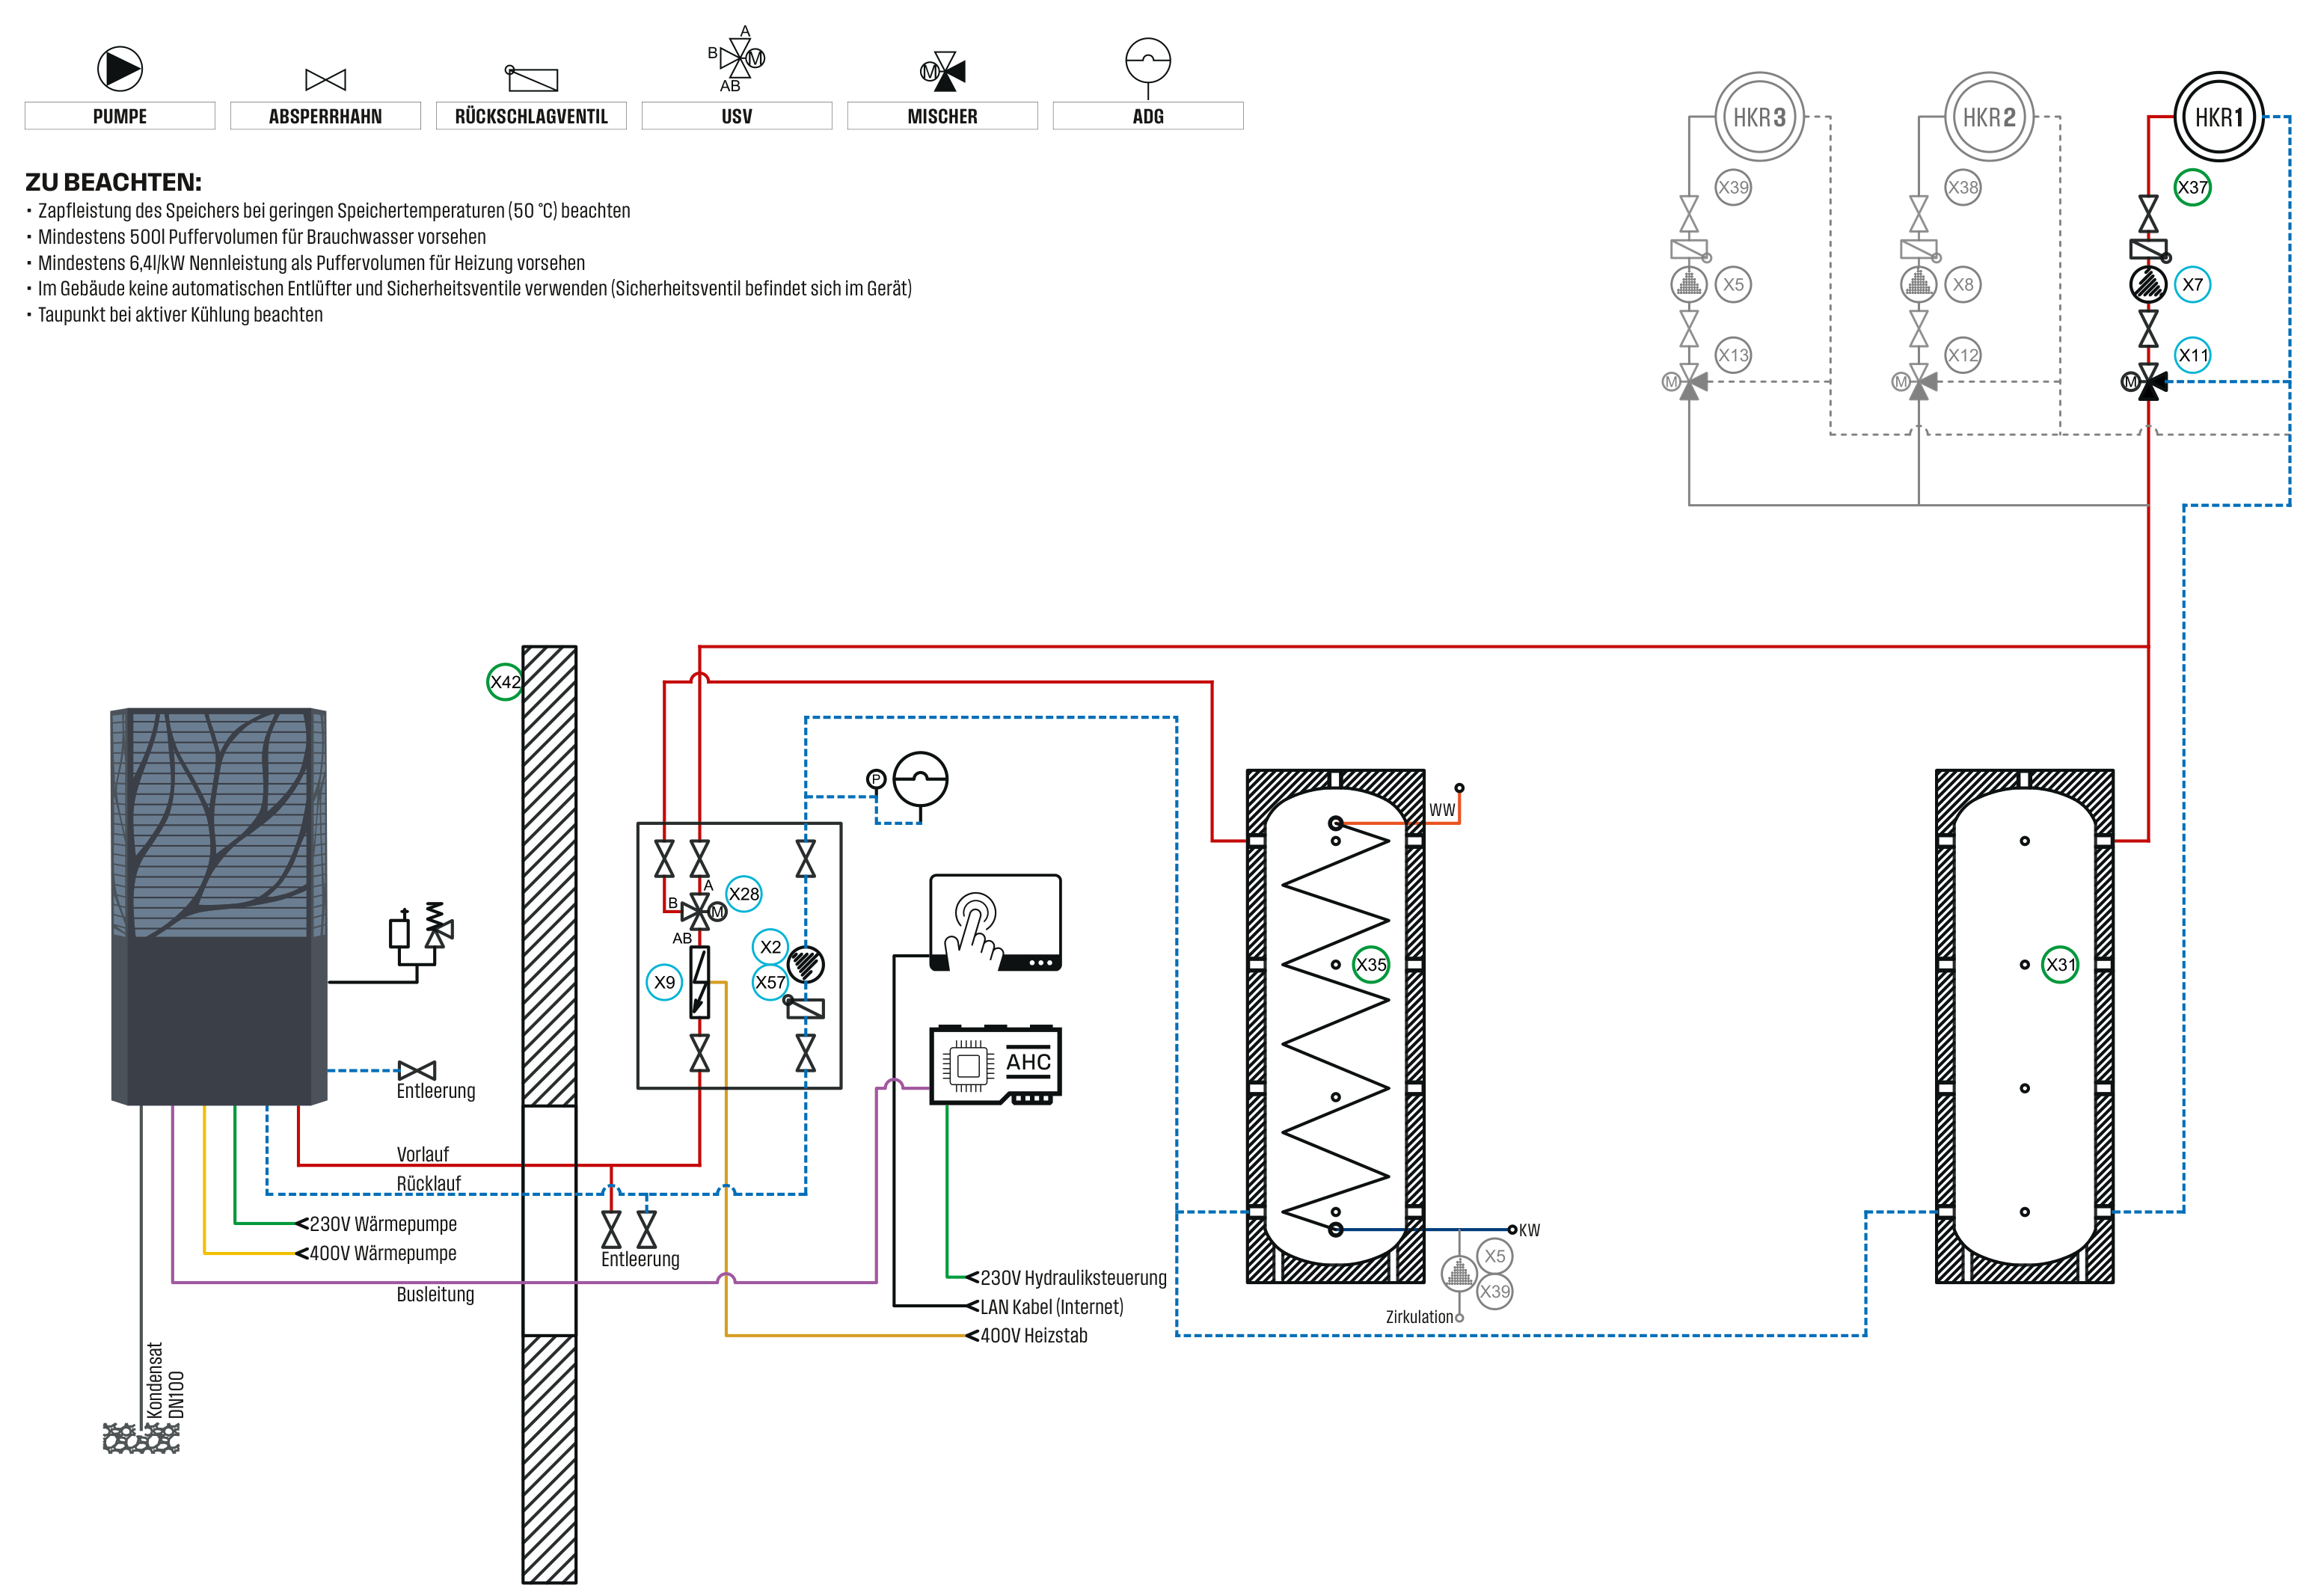 A
B
M
AB
M
PUMPE
ABSPERRHAHN
RÜCKSCHLAGVENTIL
USV
MISCHER
ADG
ZU BEACHTEN:
· Zapfleistung des Speichers bei geringen Speichertemperaturen (50 °C) beachten
· Mindestens 500l Puffervolumen für Brauchwasser vorsehen
· Mindestens 6,4l/kW Nennleistung als Puffervolumen für Heizung vorsehen
· Im Gebäude keine automatischen Entlüfter und Sicherheitsventile verwenden (Sicherheitsventil befindet sich im Gerät)
· Taupunkt bei aktiver Kühlung beachten
HKR3
HKR2
HKR1
X39
X38
X37
X5
X8
X7
X13
X12
X11
M
M
M
X42
P
WW
A
X28
B
M
AB
X2
X9
X57
X35
X31
AHC
Entleerung
Vorlauf
Rücklauf
230V Wärmepumpe
400V Wärmepumpe
Busleitung
Entleerung
230V Hydrauliksteuerung
LAN Kabel (Internet)
400V Heizstab
KW
X5
X39
Zirkulation
Kondensat
DN100